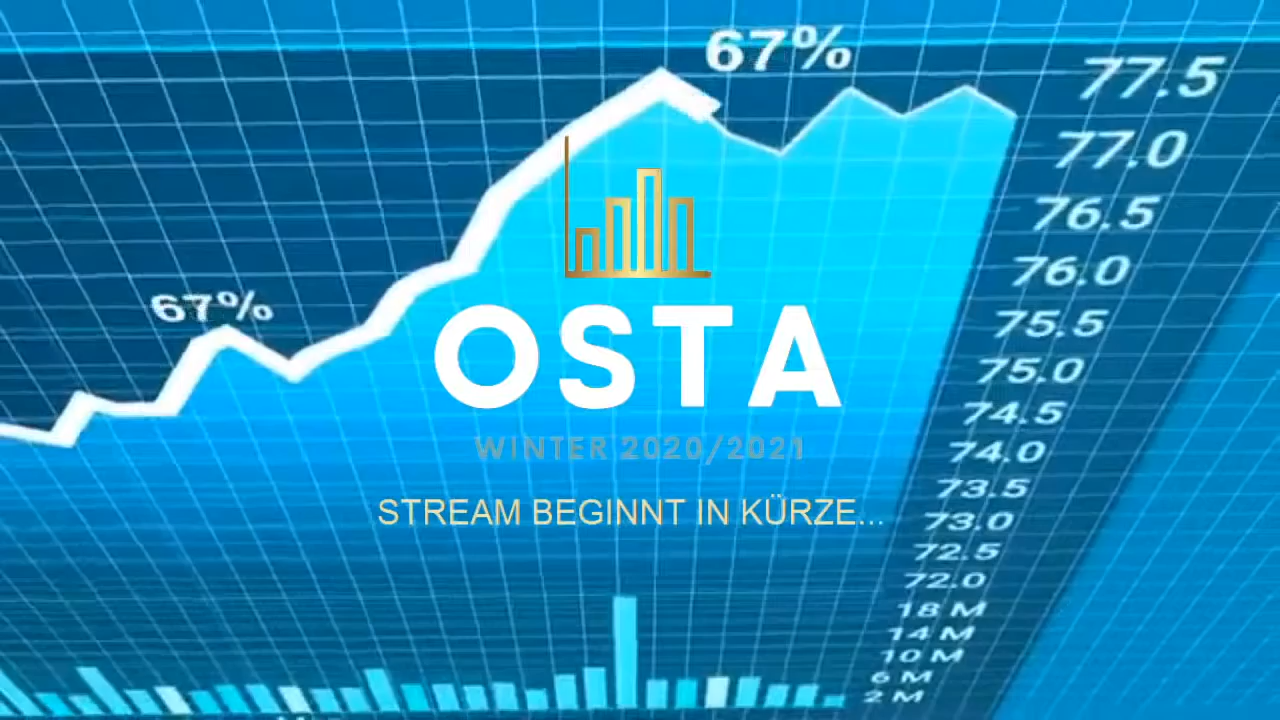 67%
77.5
77.0
76.5
76.0
67%
75.5
OSTA
75.0
74.5
WINTER 2020/2021
74.0
73.5
STREAM BEGINNT IN KÜRZE...
73.0
72.5
72.0
18 M
14 M
10 M
6 M
2 M